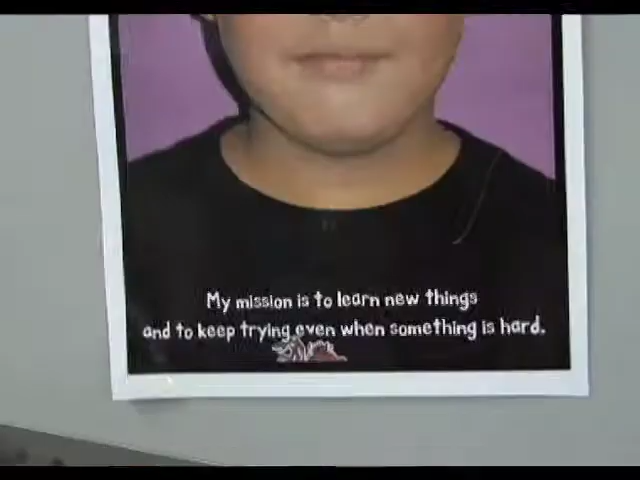 My mission is to learn new things
and to keep trying even when something is hard.